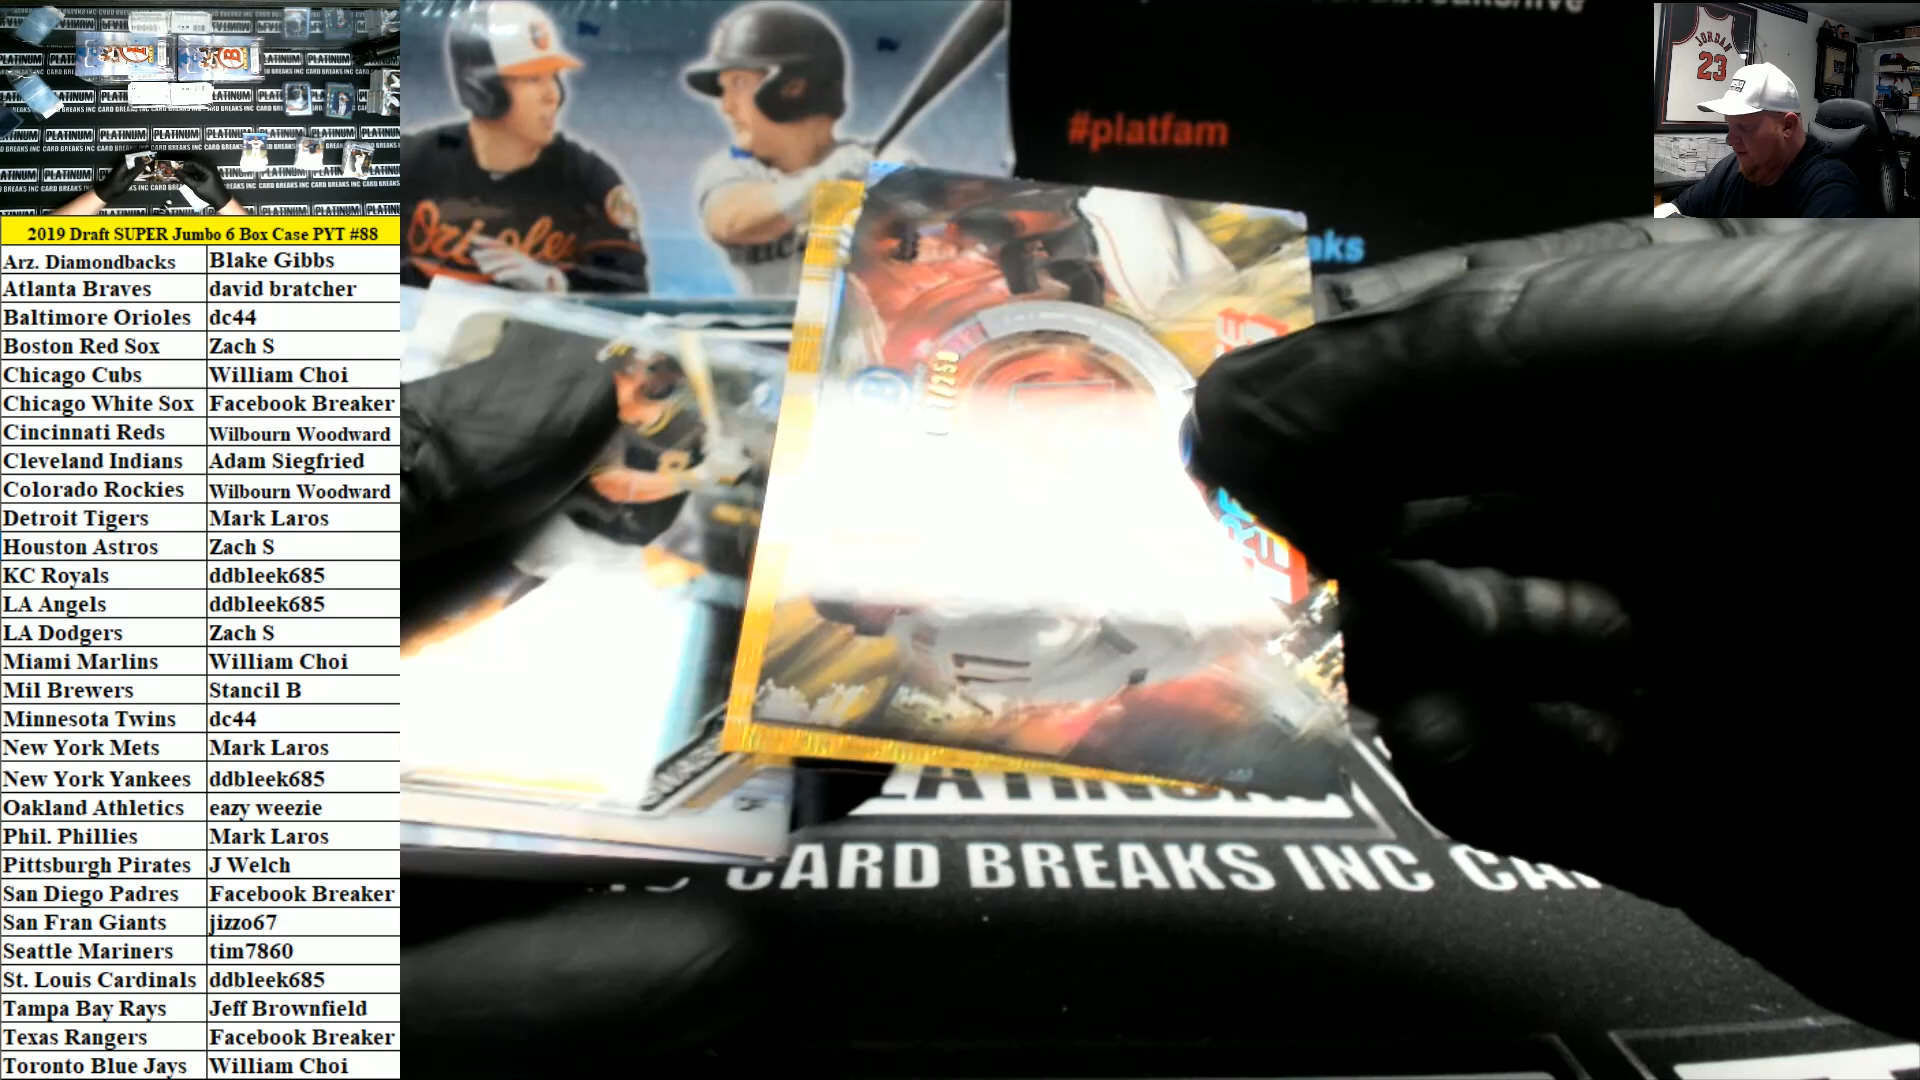 #platfam
aks
JORDAN
23
Orioles
CARD BREAKS INC
2019 Draft SUPER Jumbo 6 Box Case PYT #88
Arz. Diamondbacks Blake Gibbs
Atlanta Braves david bratcher
Baltimore Orioles dc44
Boston Red Sox Zach S
Chicago Cubs William Choi
Chicago White Sox Facebook Breaker
Cincinnati Reds Wilbourn Woodward
Cleveland Indians Adam Siegfried
Colorado Rockies Wilbourn Woodward
Detroit Tigers Mark Laros
Houston Astros Zach S
KC Royals ddbleek685
LA Angels ddbleek685
LA Dodgers Zach S
Miami Marlins William Choi
Mil Brewers Stancil B
Minnesota Twins dc44
New York Mets Mark Laros
New York Yankees ddbleek685
Oakland Athletics eazy weezie
Phil. Phillies Mark Laros
Pittsburgh Pirates J Welch
San Diego Padres Facebook Breaker
San Fran Giants jizzo67
Seattle Mariners tim7860
St. Louis Cardinals ddbleek685
Tampa Bay Rays Jeff Brownfield
Texas Rangers Facebook Breaker
Toronto Blue Jays William Choi